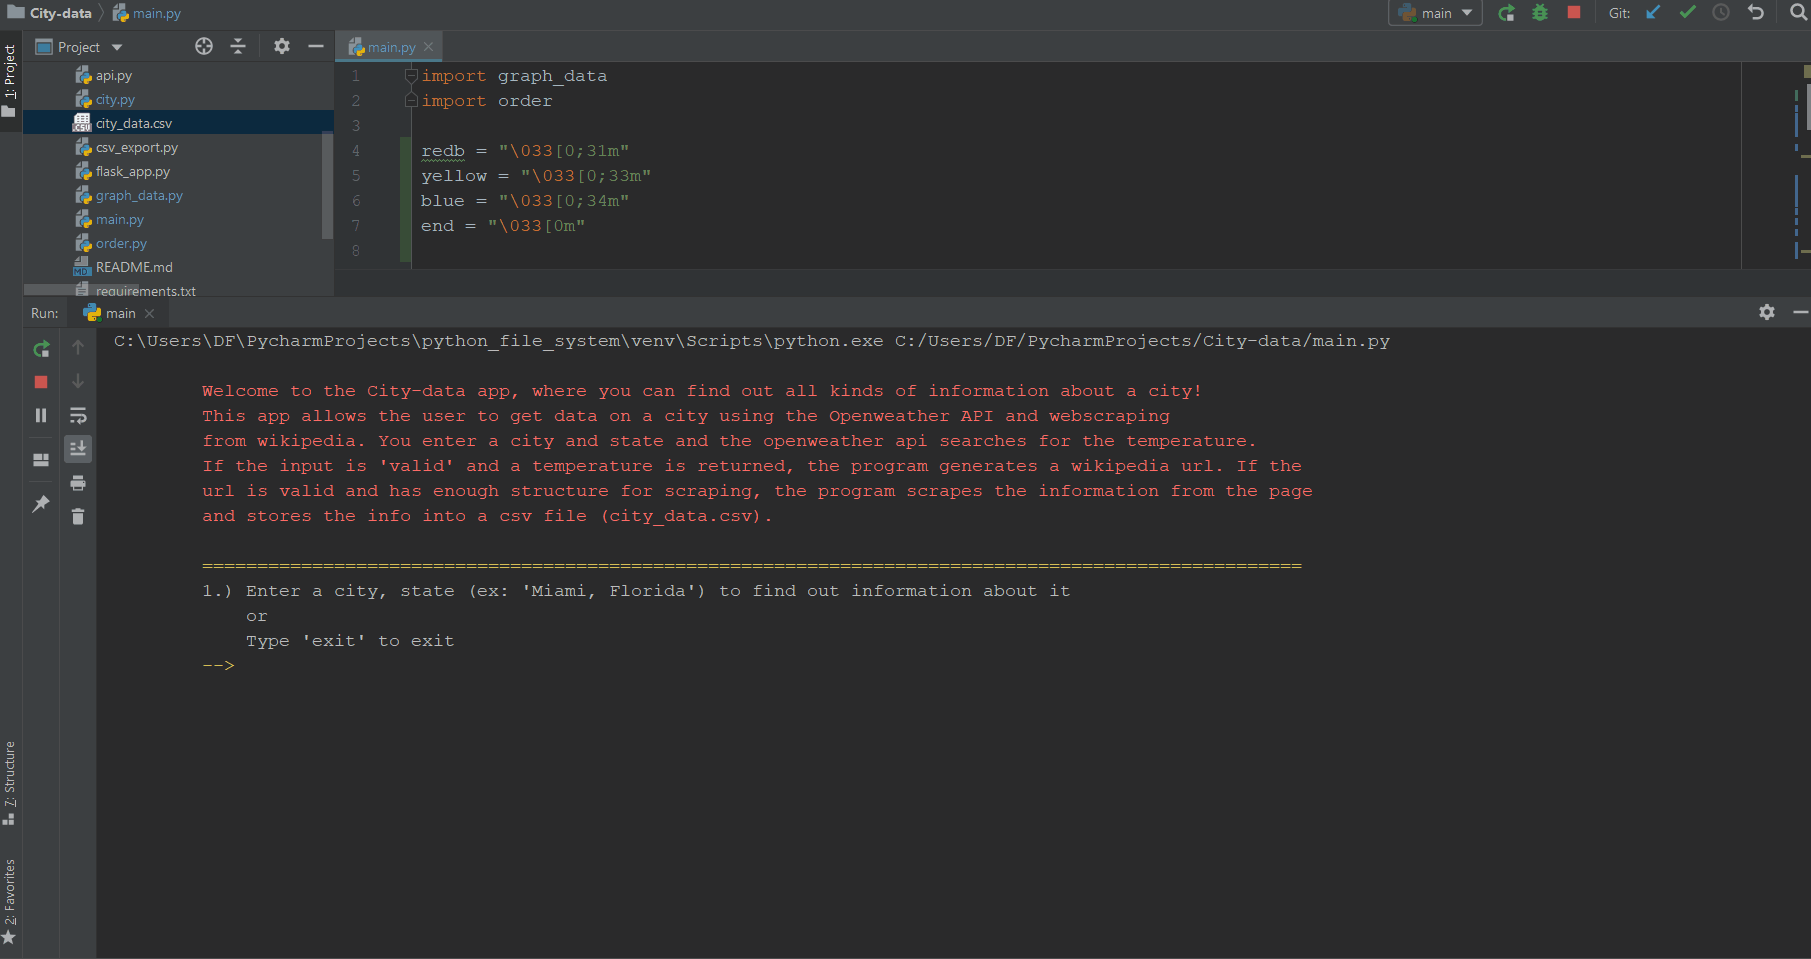 City-data main.py
main Git:
Project
1: Project
main.py
api.py
city.py
city_data.csv
csv_export.py
flask_app.py
graph_data.py
main.py
order.py
README.md
requirements.txt
1 import graph_data
2 import order
3
4 redb = "\033[0;31m"
5 yellow = "\033[0;33m"
6 blue = "\033[0;34m"
7 end = "\033[0m"
8
Run: main
C:\Users\DF\PycharmProjects\python_file_system\venv\Scripts\python.exe C:/Users/DF/PycharmProjects/City-data/main.py
Welcome to the City-data app, where you can find out all kinds of information about a city!
This app allows the user to get data on a city using the Openweather API and webscraping
from wikipedia. You enter a city and state and the openweather api searches for the temperature.
If the input is 'valid' and a temperature is returned, the program generates a wikipedia url. If the
url is valid and has enough structure for scraping, the program scrapes the information from the page
and stores the info into a csv file (city_data.csv).
====================================================================================================
1.) Enter a city, state (ex: 'Miami, Florida') to find out information about it
or
Type 'exit' to exit
-->
7: Structure
2: Favorites